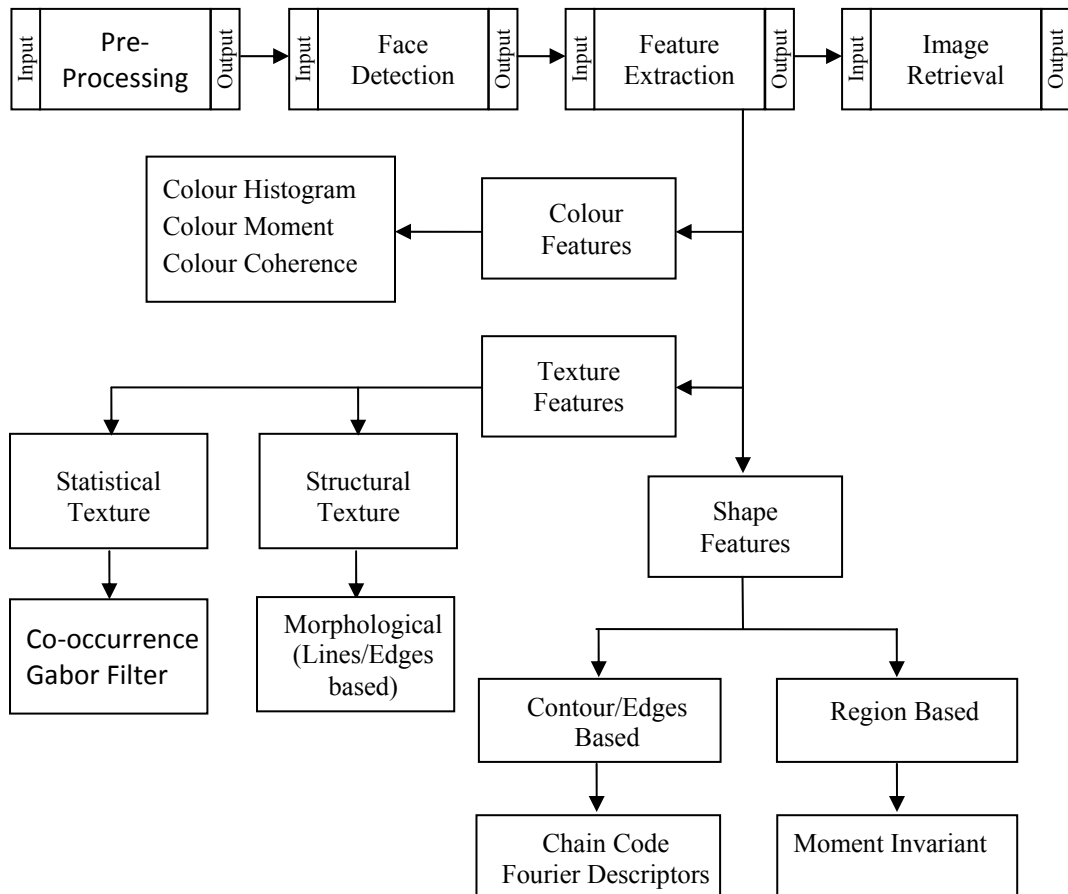 Input
Pre-
Processing
Output
Input
Face
Detection
Output
Input
Feature
Extraction
Output
Input
Image
Retrieval
Output
Colour Histogram
Colour Moment
Colour Coherence
Colour
Features
Texture
Features
Statistical
Texture
Structural
Texture
Shape
Features
Co-occurrence
Gabor Filter
Morphological
(Lines/Edges
based)
Contour/Edges
Based
Region Based
Chain Code
Fourier Descriptors
Moment Invariant